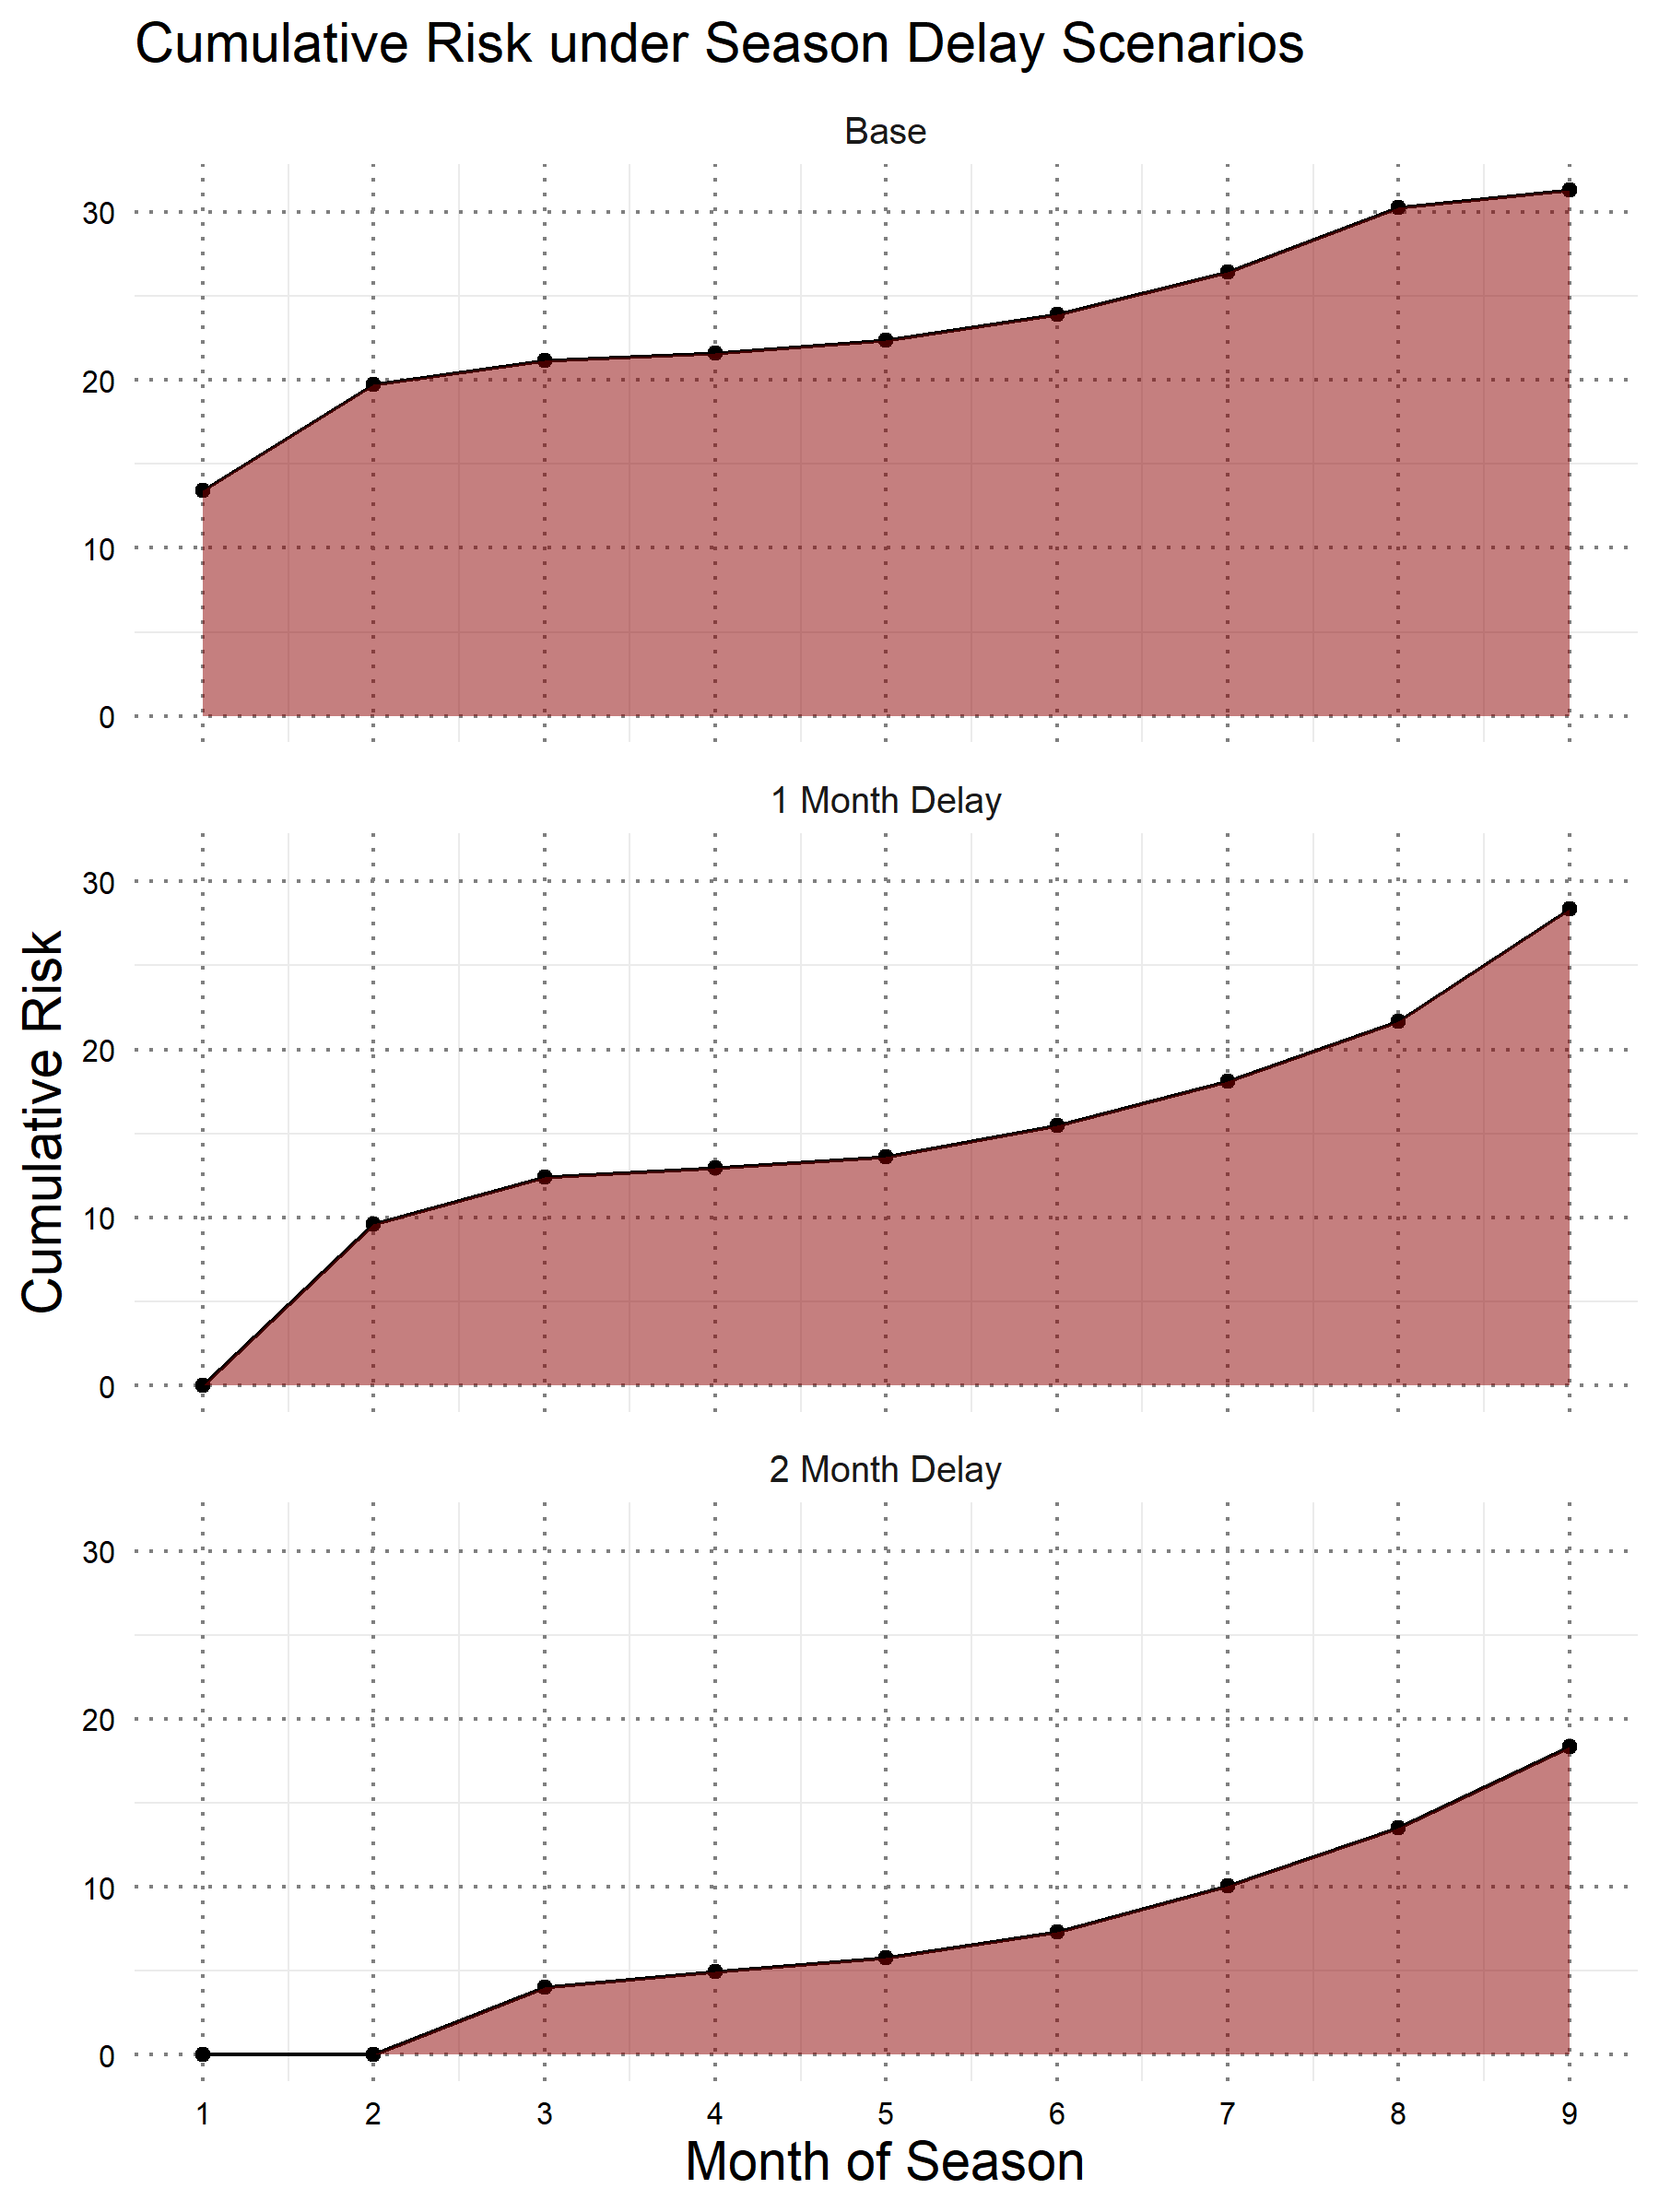 Cumulative Risk under Season Delay Scenarios
Base
30
20
10
0
1 Month Delay
30
20
10
0
Cumulative Risk
2 Month Delay
30
20
10
0
1 2 3 4 5 6 7 8 9
Month of Season